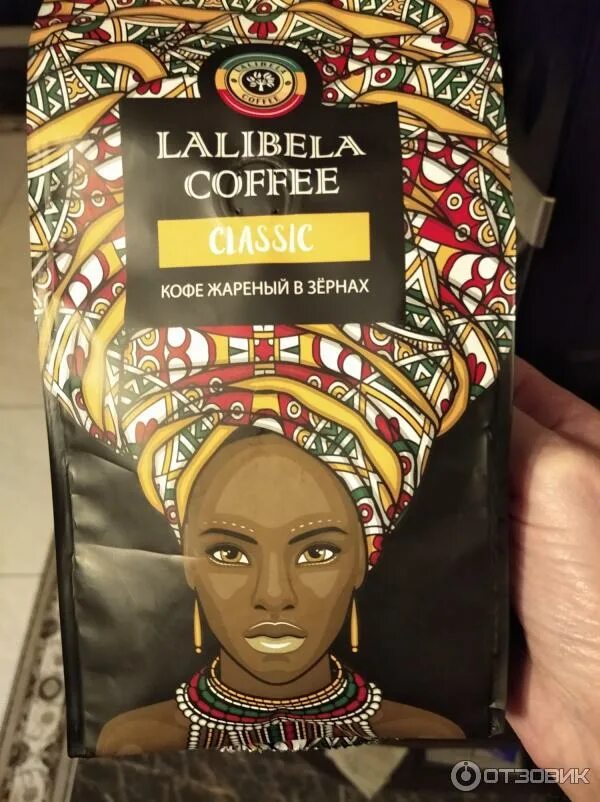 LALIBELA
COFFEE
LALIBELA
COFFEE
CLASSIC
КОФЕ ЖАРЕНЫЙ В ЗЁРНАХ
ОТЗОВИК